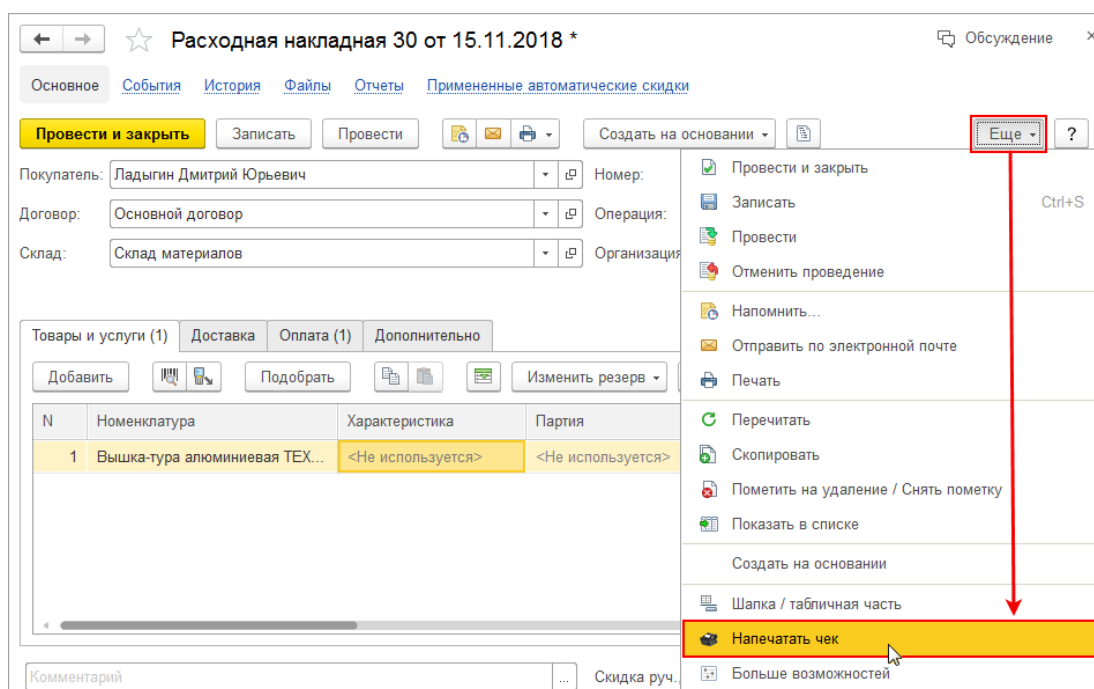 Расходная накладная 30 от 15.11.2018 *
Обсуждение
Основное События История Файлы Отчеты Примененные автоматические скидки
Провести и закрыть Записать Провести Создать на основании Еще ?
Покупатель: Ладыгин Дмитрий Юрьевич Номер:
Договор: Основной договор Операция:
Склад: Склад материалов Организация
Товары и услуги (1) Доставка Оплата (1) Дополнительно
Добавить Подобрать Изменить резерв
N Номенклатура Характеристика Партия
1 Вышка-тура алюминиевая ТЕХ... <Не используется> <Не используется>
Комментарий ... Скидка руч.,
Провести и закрыть
Записать Ctrl+S
Провести
Отменить проведение
Напомнить...
Отправить по электронной почте
Печать
Перечитать
Скопировать
Пометить на удаление / Снять пометку
Показать в списке
Создать на основании
Шапка / табличная часть
Напечатать чек
Больше возможностей